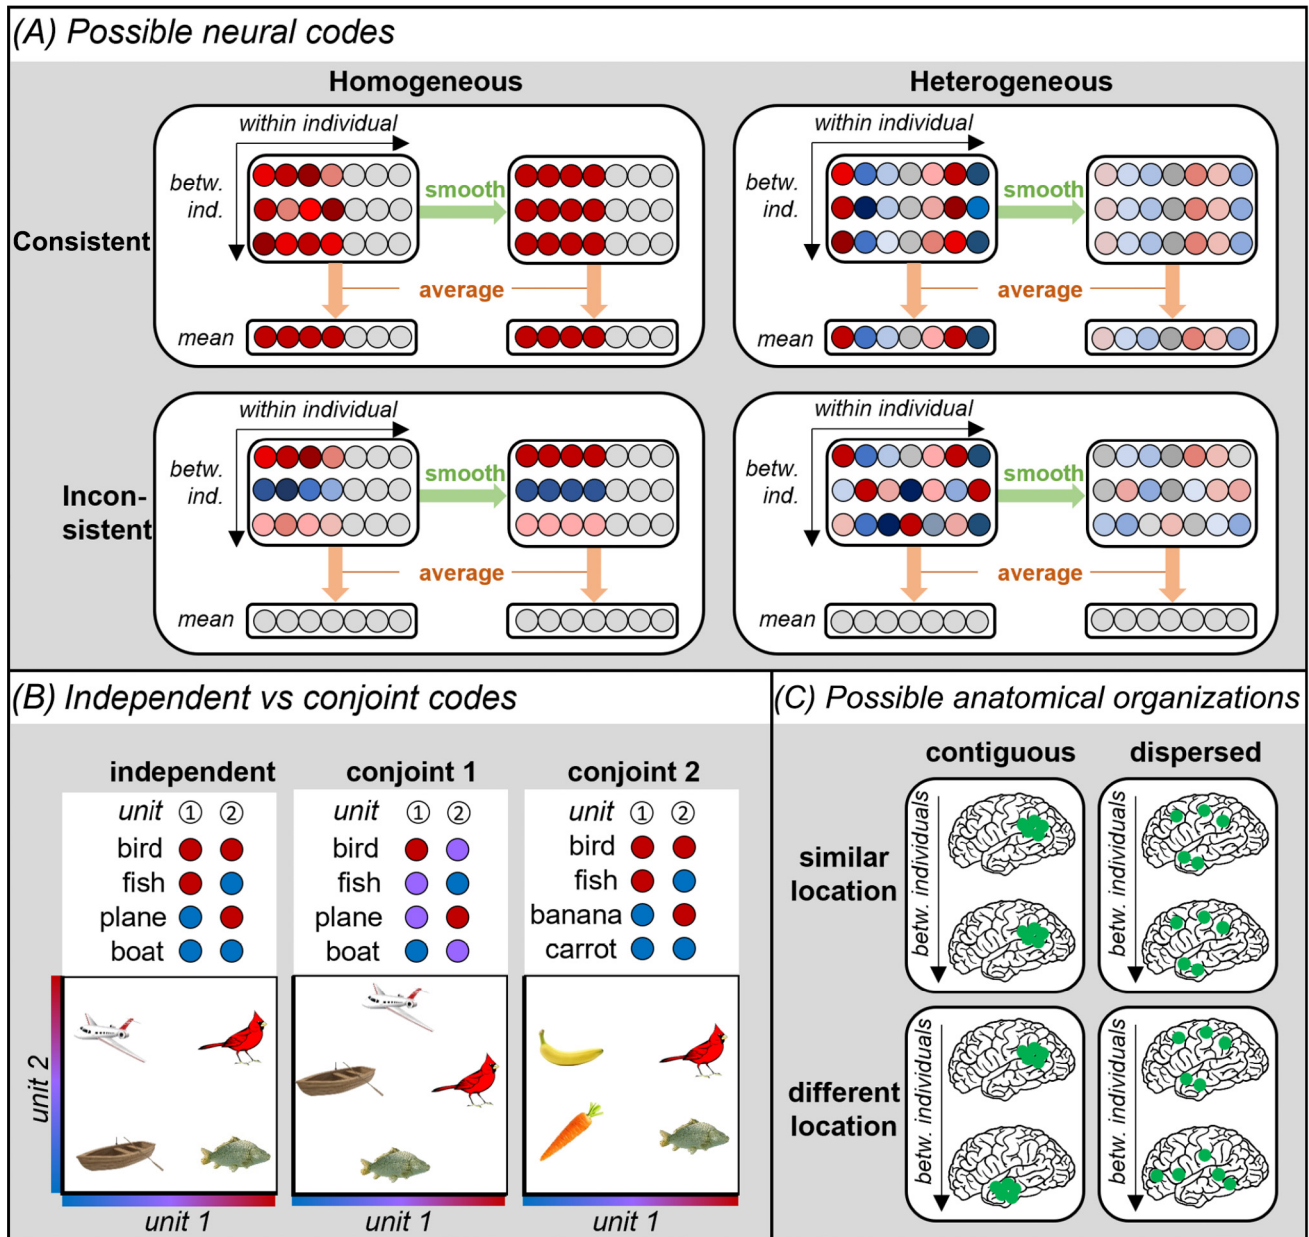 (A) Possible neural codes
Homogeneous
Heterogeneous
Consistent
within individual
betw.
ind.
smooth
average
mean
within individual
betw.
ind.
smooth
average
mean
Incon-
sistent
within individual
betw.
ind.
smooth
average
mean
within individual
betw.
ind.
smooth
average
mean
(B) Independent vs conjoint codes
independent
unit ① ②
bird
fish
plane
boat
unit 2
unit 1
conjoint 1
unit ① ②
bird
fish
plane
boat
unit 1
conjoint 2
unit ① ②
bird
fish
banana
carrot
unit 1
(C) Possible anatomical organizations
contiguous
dispersed
similar
location
betw. individuals
betw. individuals
different
location
betw. individuals
betw. individuals